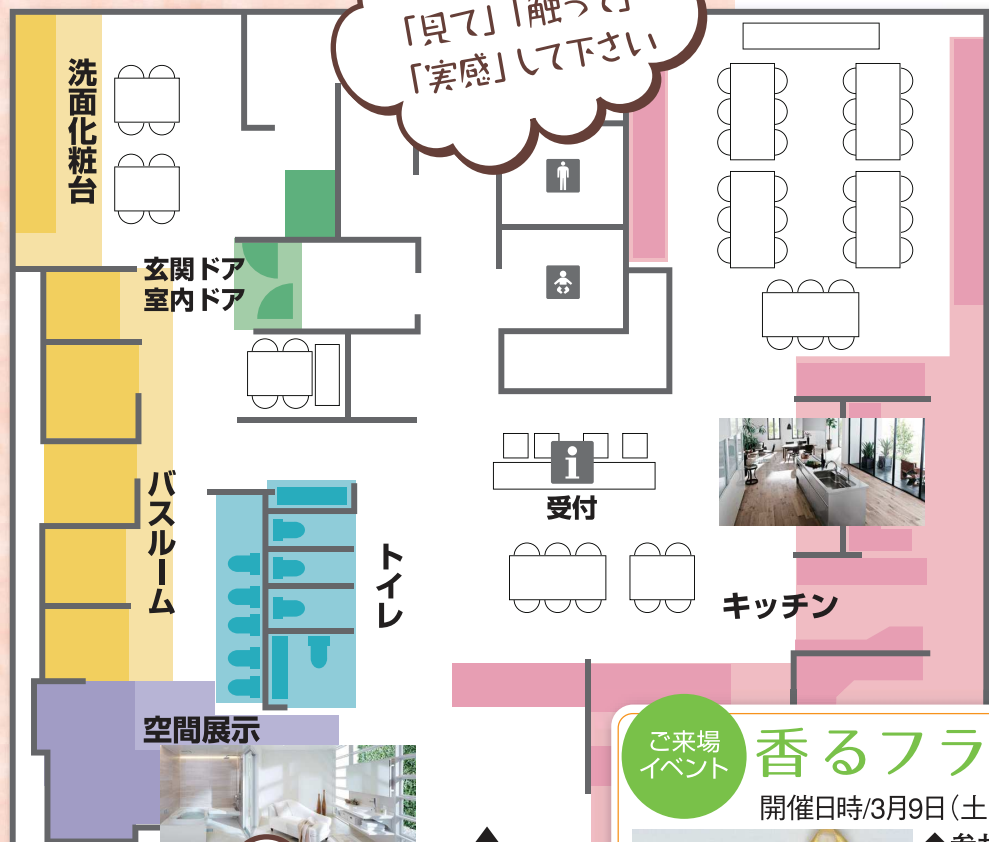 「見て」「触って」
「実感」して下さい
洗面化粧台
玄関ドア
室内ドア
バスルーム
トイレ
受付
キッチン
空間展示
ご来場
イベント
香るフラ
開催日時/3月9日(土